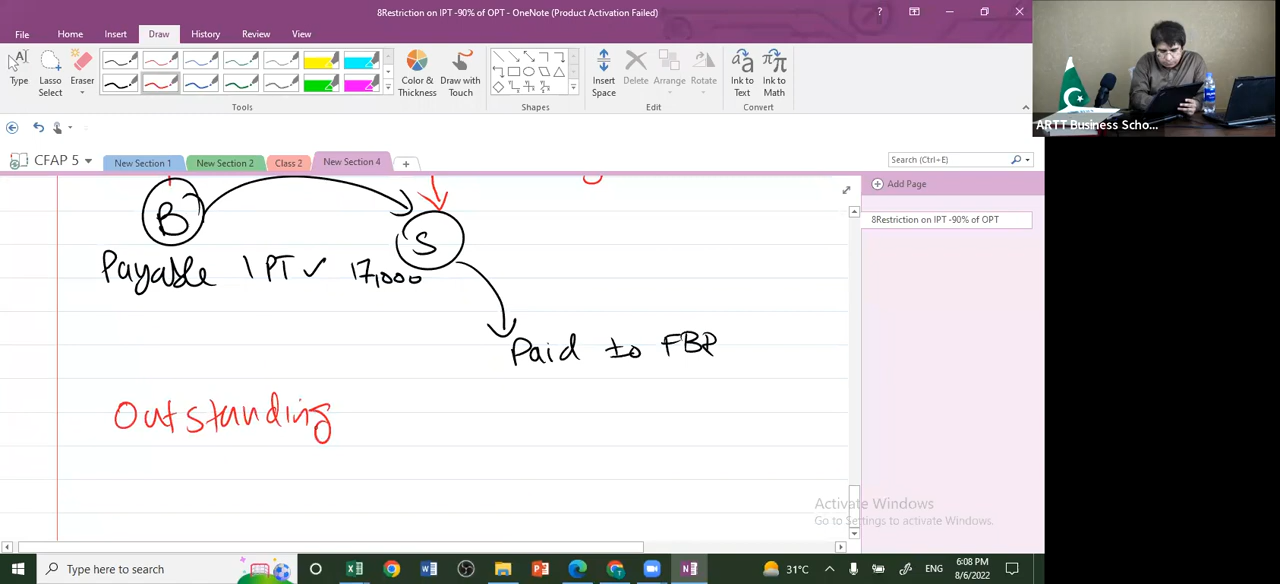 8Restriction on IPT -90% of OPT - OneNote (Product Activation Failed)
File Home Insert Draw History Review View
Type Lasso Select Eraser Color & Thickness Draw with Touch Insert Space Delete Arrange Rotate Ink to Text Ink to Math
Tools Shapes Edit Convert
ARTT Business Scho...
CFAP 5 New Section 1 New Section 2 Class 2 New Section 4 Search (Ctrl+E)
Add Page
8Restriction on IPT -90% of OPT
B
S
Payable IPT ✓ 17,000
Paid to FBR
Outstanding
Activate Windows
Go to Settings to activate Windows.
Type here to search 31°C ENG 6:08 PM
8/6/2022